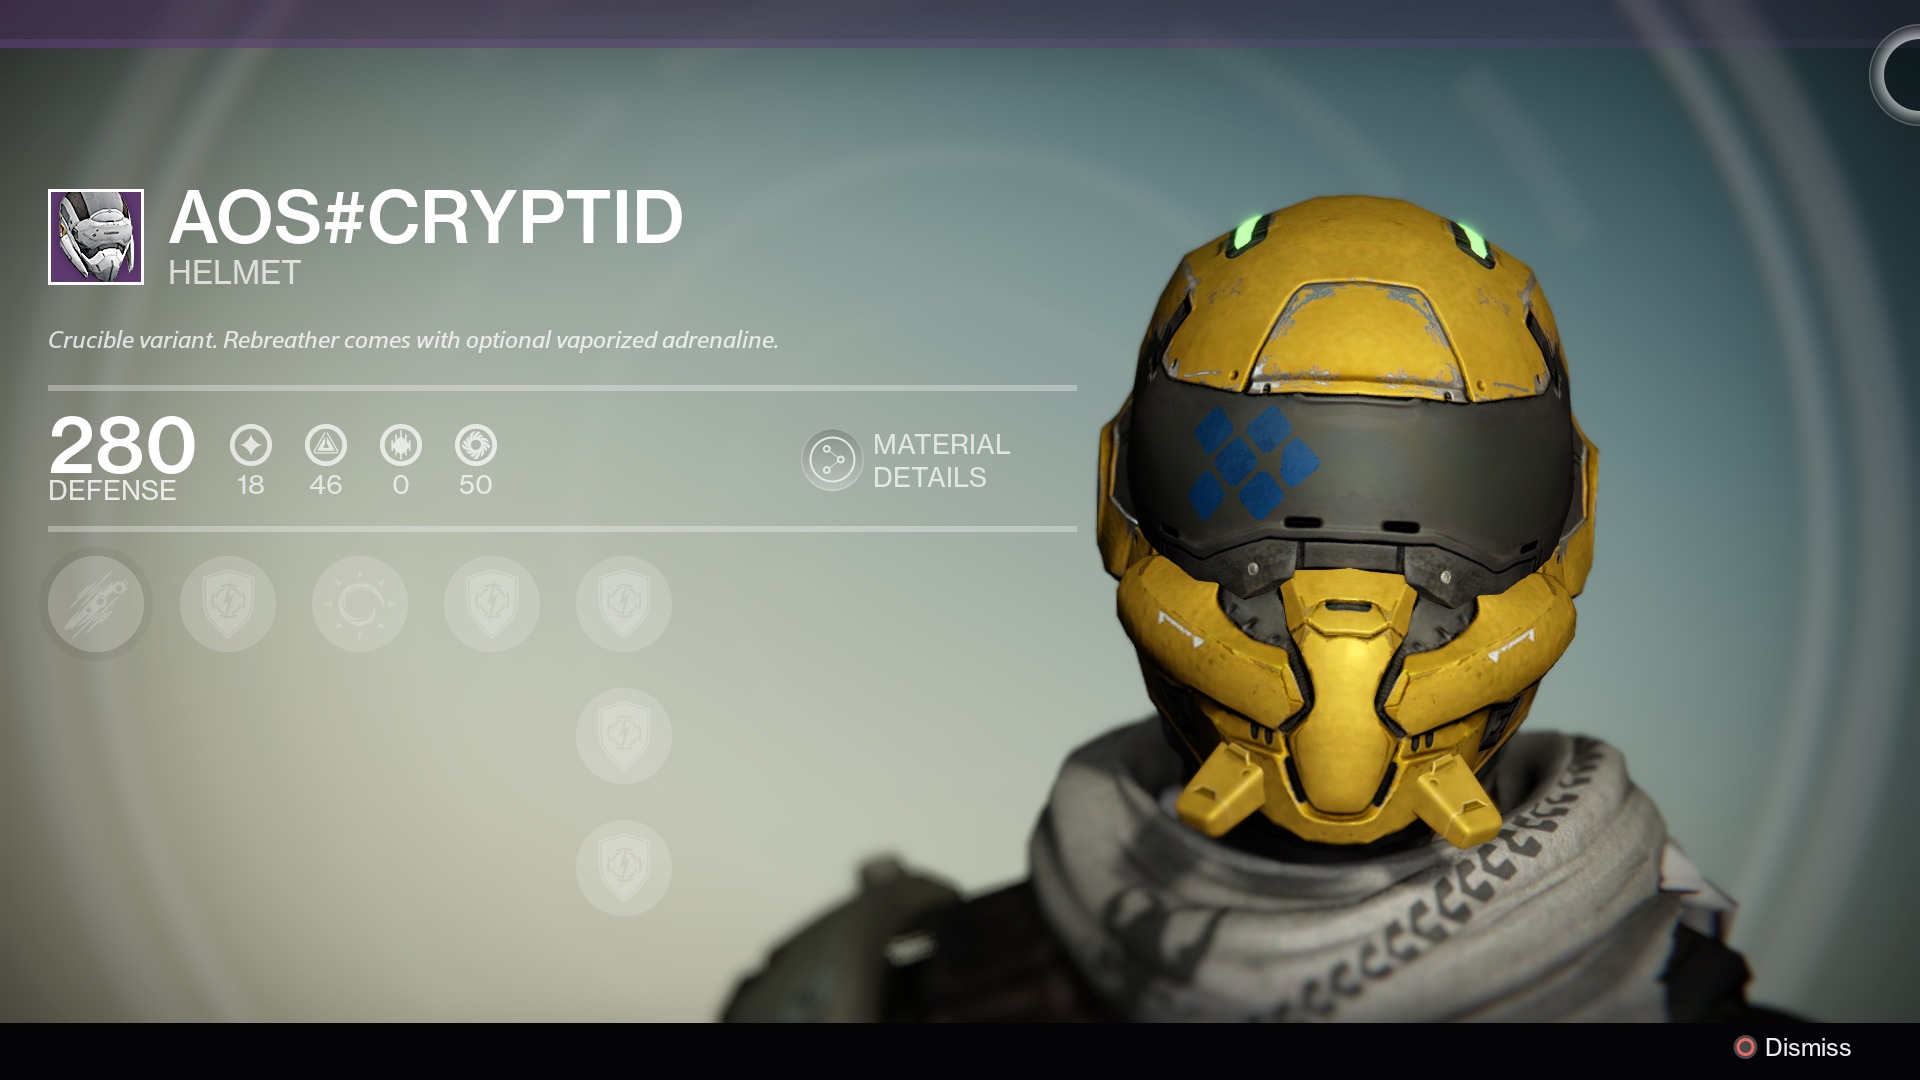 AOS#CRYPTID
HELMET
Crucible variant. Rebreather comes with optional vaporized adrenaline.
280
DEFENSE
18
46
0
50
MATERIAL
DETAILS
Dismiss